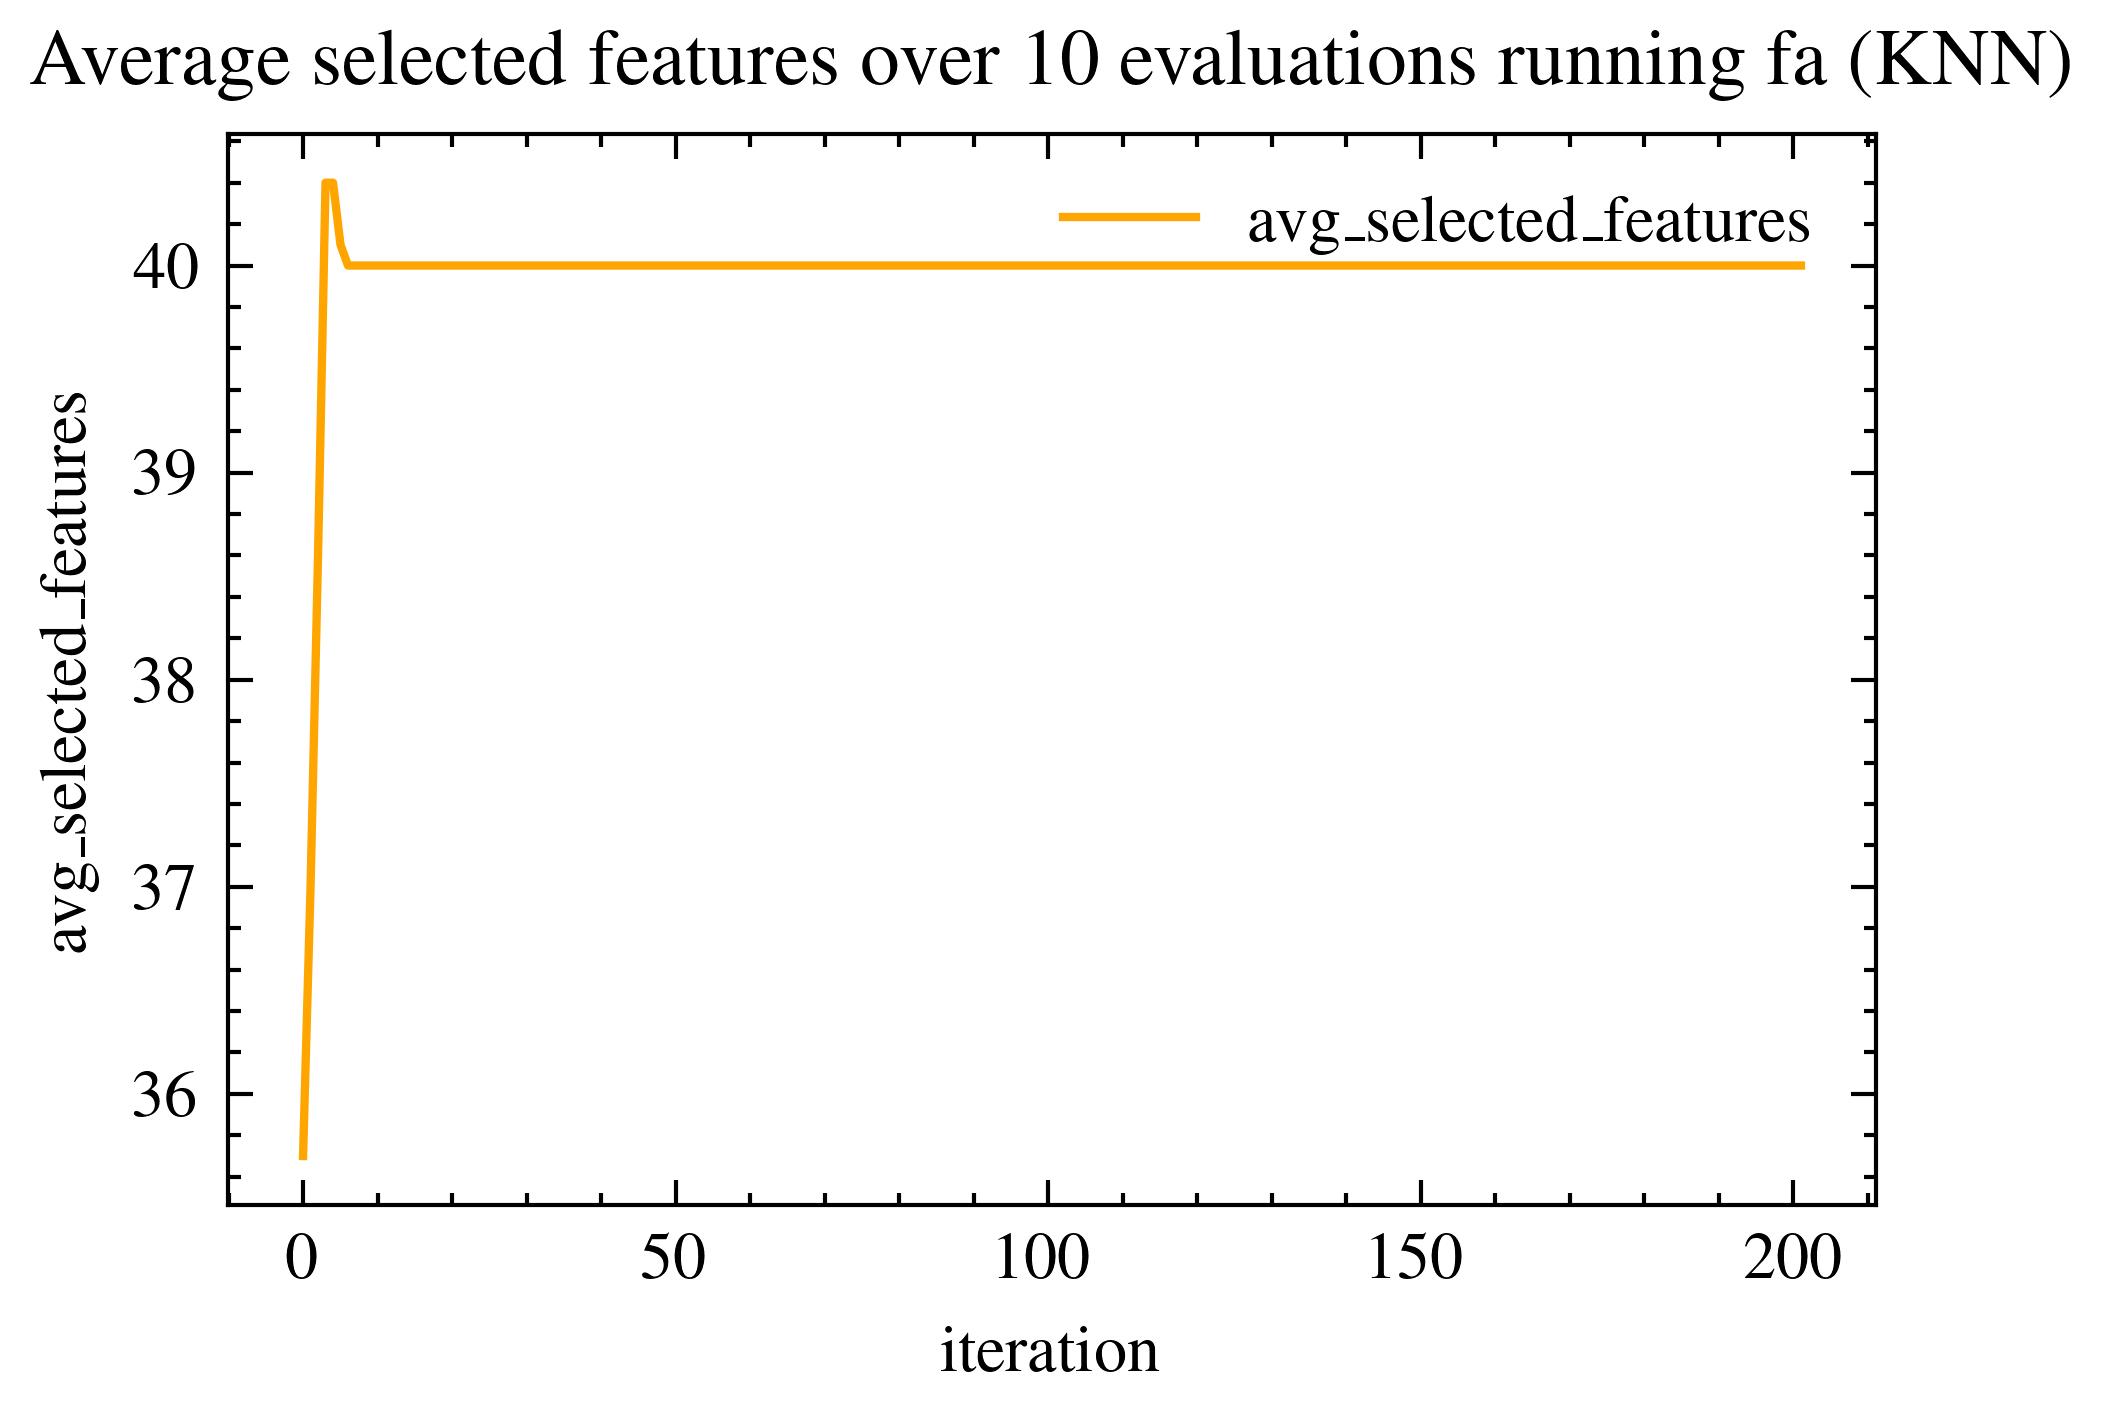 Average selected features over 10 evaluations running fa (KNN)
avg_selected_features
40
39
38
37
36
avg_selected_features
0 50 100 150 200
iteration